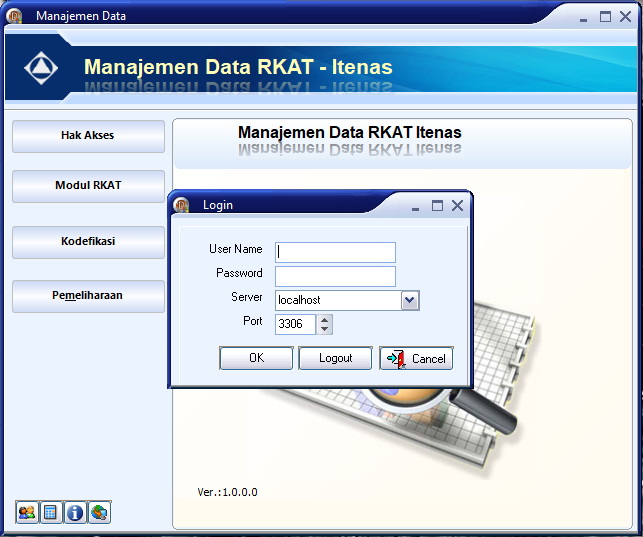 Manajemen Data
Manajemen Data RKAT - Itenas
Hak Akses
Modul RKAT
Kodefikasi
Pemeliharaan
Manajemen Data RKAT Itenas
Login
User Name
Password
Server localhost
Port 3306
OK Logout Cancel
Ver.:1.0.0.0